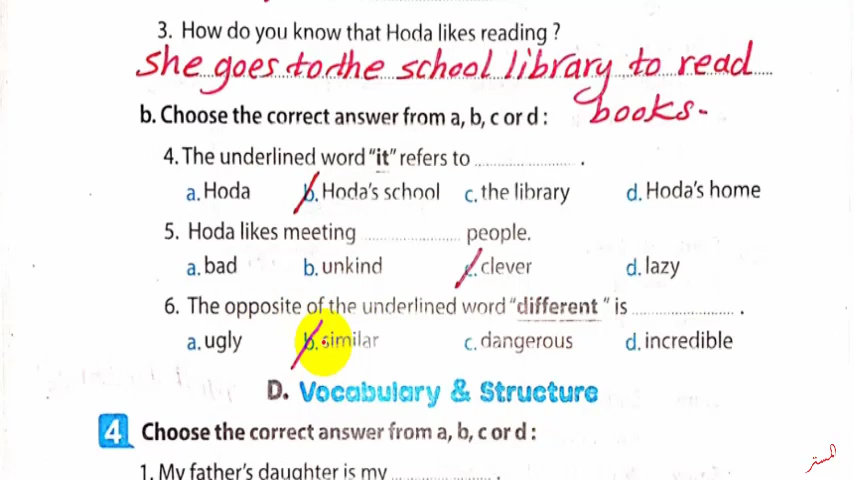 3. How do you know that Hoda likes reading ?
She goes to the school library to read
books.
b. Choose the correct answer from a, b, c or d :
4. The underlined word "it" refers to .................... .
a. Hoda b. Hoda's school c. the library d. Hoda's home
5. Hoda likes meeting .................... people.
a. bad b. unkind c. clever d. lazy
6. The opposite of the underlined word "different " is .................... .
a. ugly b. similar c. dangerous d. incredible
D. Vocabulary & Structure
4 Choose the correct answer from a, b, c or d :
1. My father's daughter is my .................... .
المستر